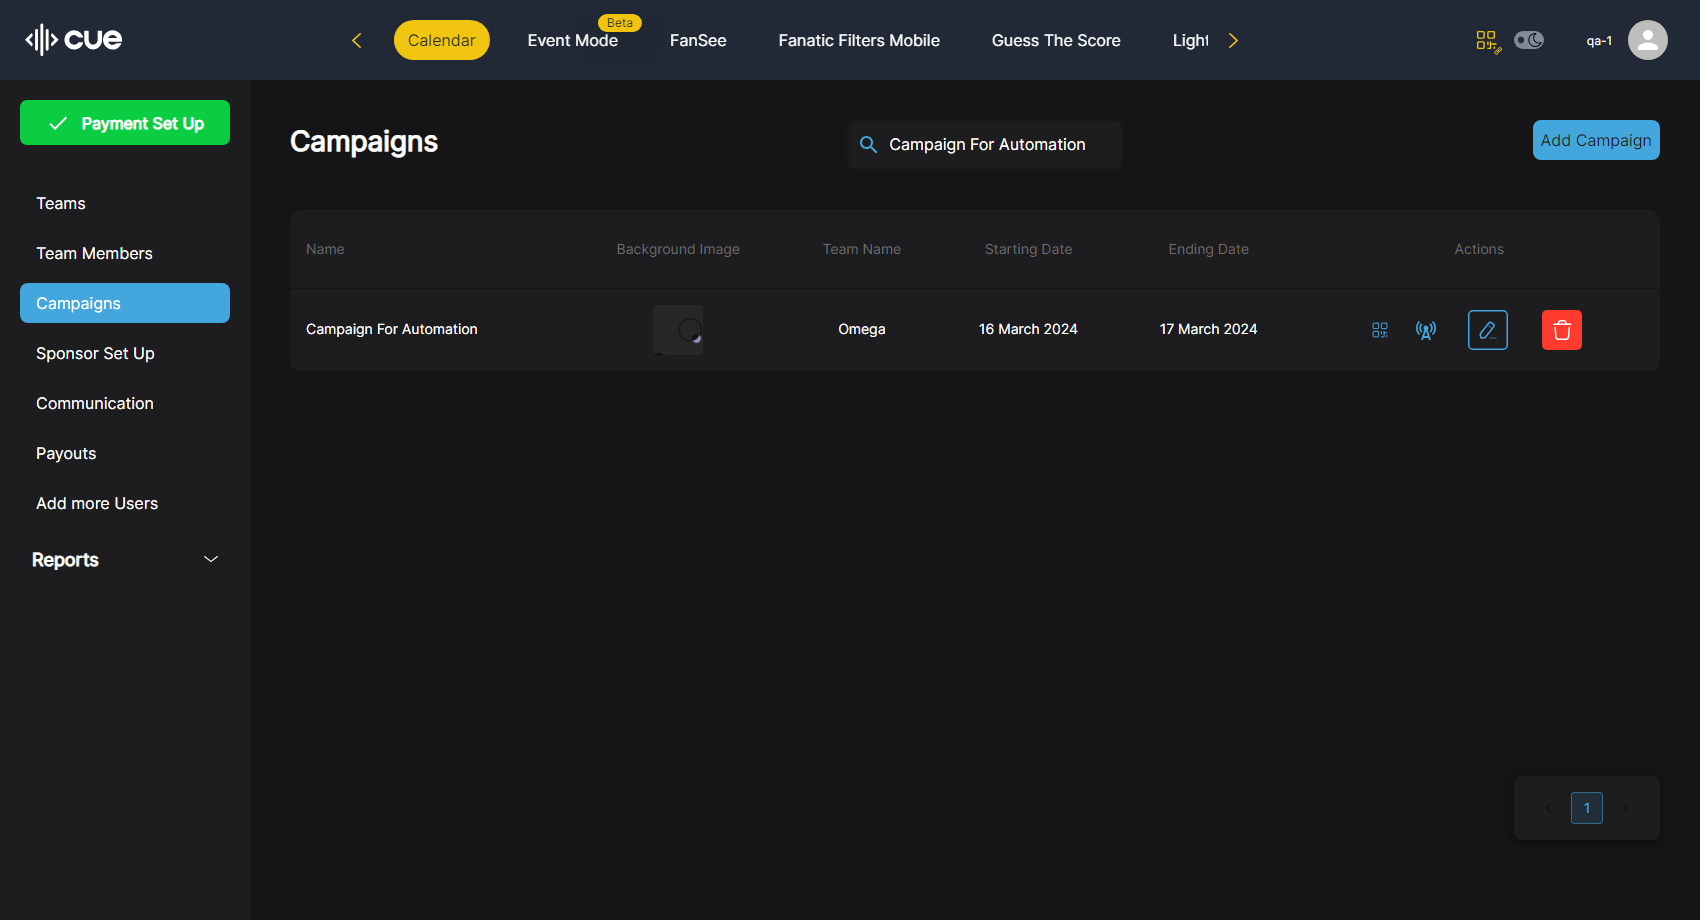 cue
Calendar
Event Mode
Beta
FanSee
Fanatic Filters Mobile
Guess The Score
Light
qa-1
Payment Set Up
Teams
Team Members
Campaigns
Sponsor Set Up
Communication
Payouts
Add more Users
Reports
Campaigns
Campaign For Automation
Add Campaign
Name Background Image Team Name Starting Date Ending Date Actions
Campaign For Automation Omega 16 March 2024 17 March 2024
1